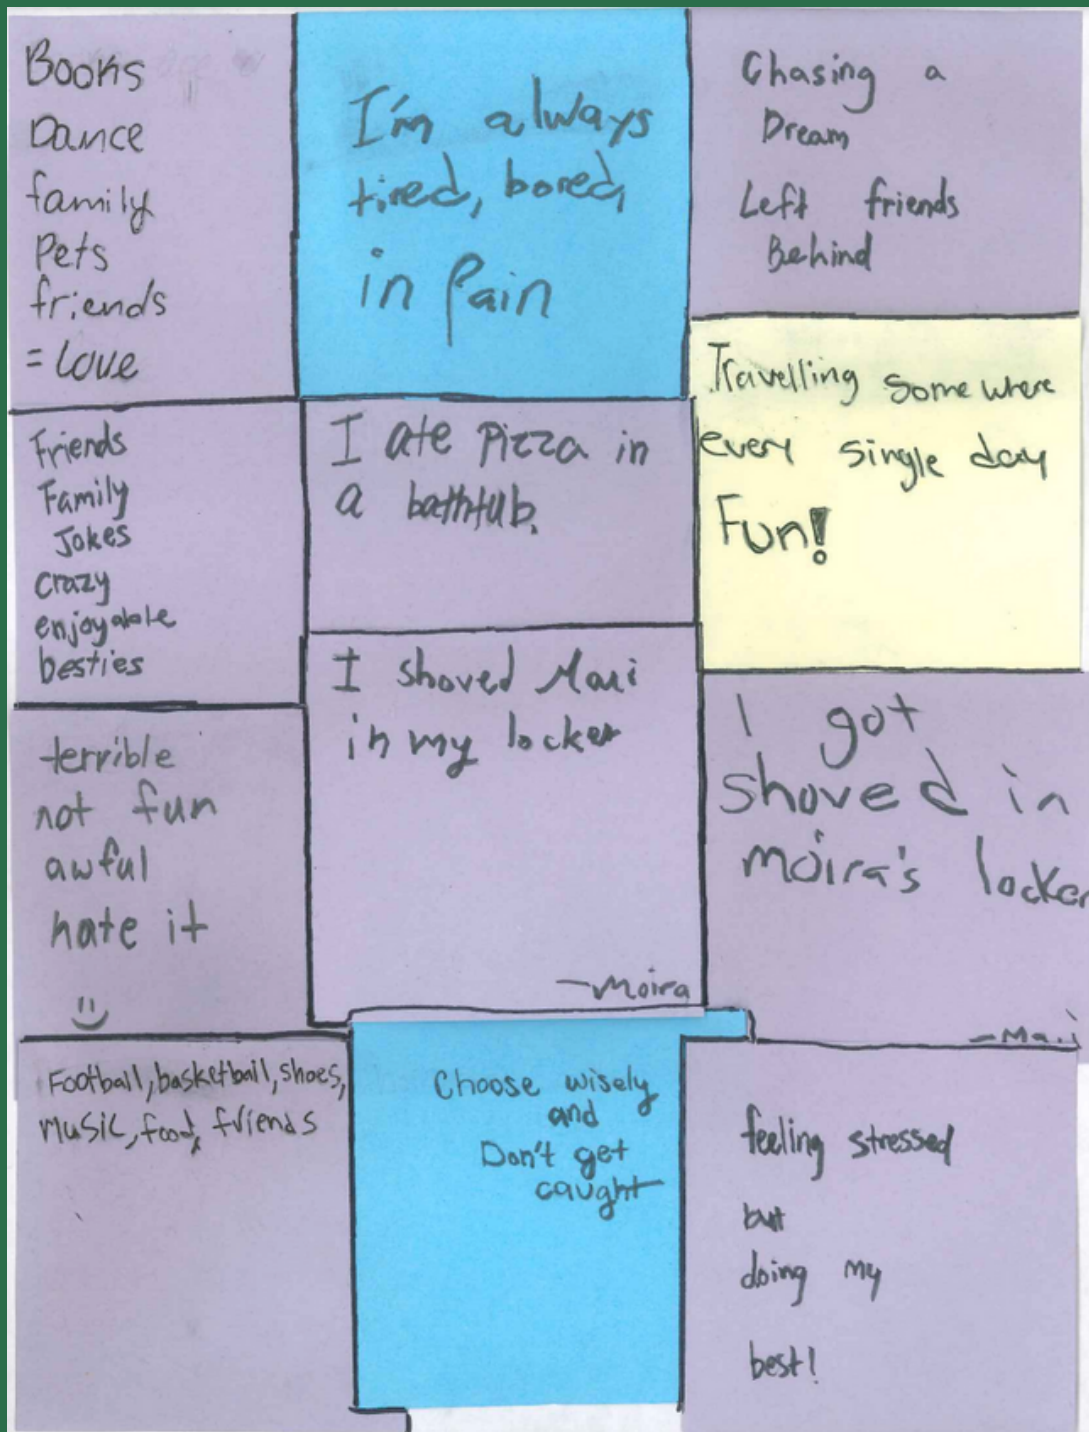 Books
Dance
family
Pets
friends
= Love
I'm always
tired, bored,
in Pain
Chasing a
Dream
Left friends
Behind
Travelling somewhere
every single day
Fun!
Friends
Family
Jokes
crazy
enjoyable
besties
I ate Pizza in
a bathtub.
I shoved Mari
in my locker
-Moira
I got
shoved in
moira's locker
-Mari
terrible
not fun
awful
hate it
Football, basketball, shoes,
Music, food, friends
Choose wisely
and
Don't get
caught
feeling stressed
but
doing my
best!